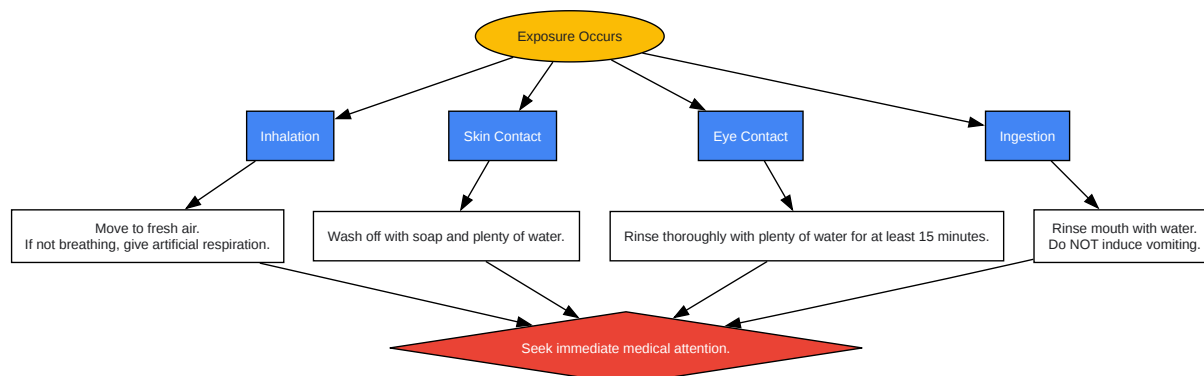 Exposure Occurs
Inhalation
Skin Contact
Eye Contact
Ingestion
Move to fresh air.
If not breathing, give artificial respiration.
Wash off with soap and plenty of water.
Rinse thoroughly with plenty of water for at least 15 minutes.
Rinse mouth with water.
Do NOT induce vomiting.
Seek immediate medical attention.